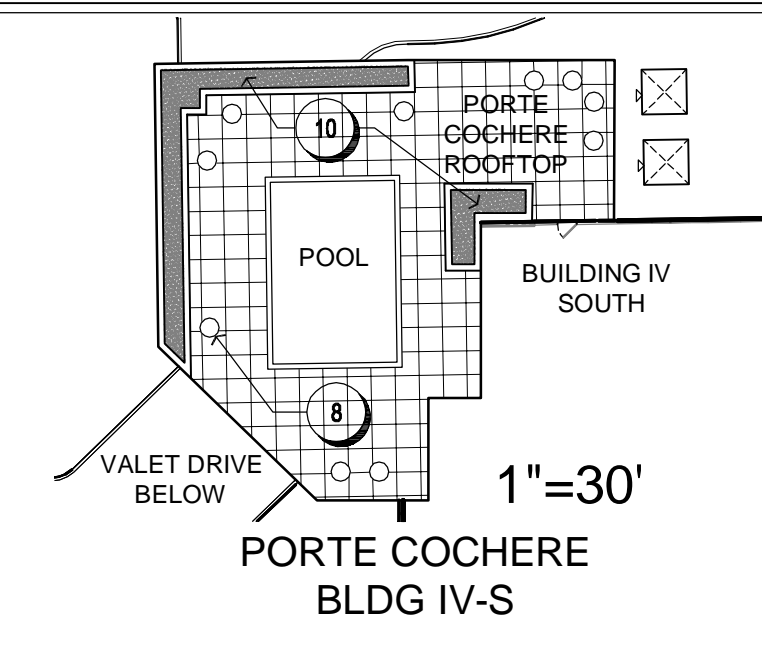 10
PORTE
COCHERE
ROOFTOP
POOL
BUILDING IV
SOUTH
8
VALET DRIVE
BELOW
1"=30'
PORTE COCHERE
BLDG IV-S